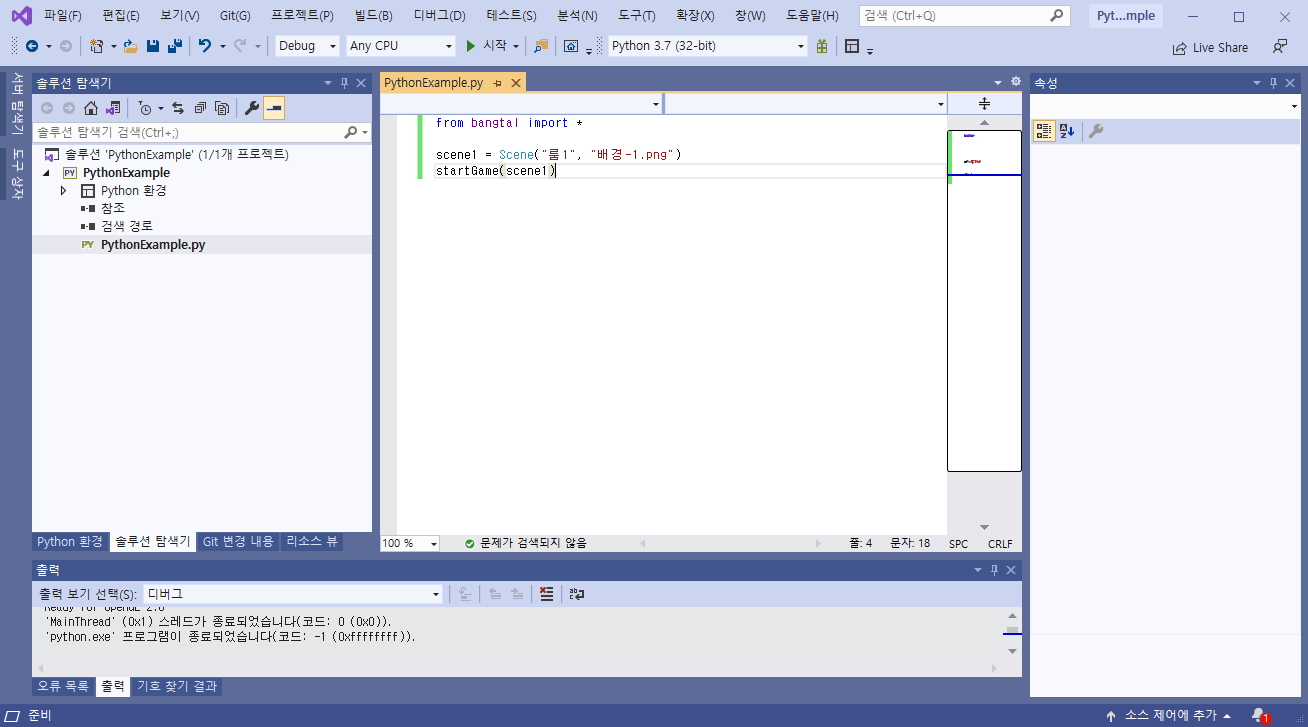 파일(F) 편집(E) 보기(V) Git(G) 프로젝트(P) 빌드(B) 디버그(D) 테스트(S) 분석(N) 도구(T) 확장(X) 창(W) 도움말(H) 검색 (Ctrl+Q) Pyt...mple
Debug Any CPU 시작 Python 3.7 (32-bit) Live Share
서버 탐색기
도구 상자
솔루션 탐색기
솔루션 탐색기 검색(Ctrl+;)
솔루션 'PythonExample' (1/1개 프로젝트)
PY PythonExample
Python 환경
참조
검색 경로
PY PythonExample.py
Python 환경 솔루션 탐색기 Git 변경 내용 리소스 뷰
PythonExample.py
from bangtal import *
scene1 = Scene("룸1", "배경-1.png")
startGame(scene1)
100 % 문제가 검색되지 않음 줄: 4 문자: 18 SPC CRLF
속성
출력
출력 보기 선택(S): 디버그
Ready for OpenGL 2.0
'MainThread' (0x1) 스레드가 종료되었습니다(코드: 0 (0x0)).
'python.exe' 프로그램이 종료되었습니다(코드: -1 (0xffffffff)).
오류 목록 출력 기호 찾기 결과
준비 소스 제어에 추가 1